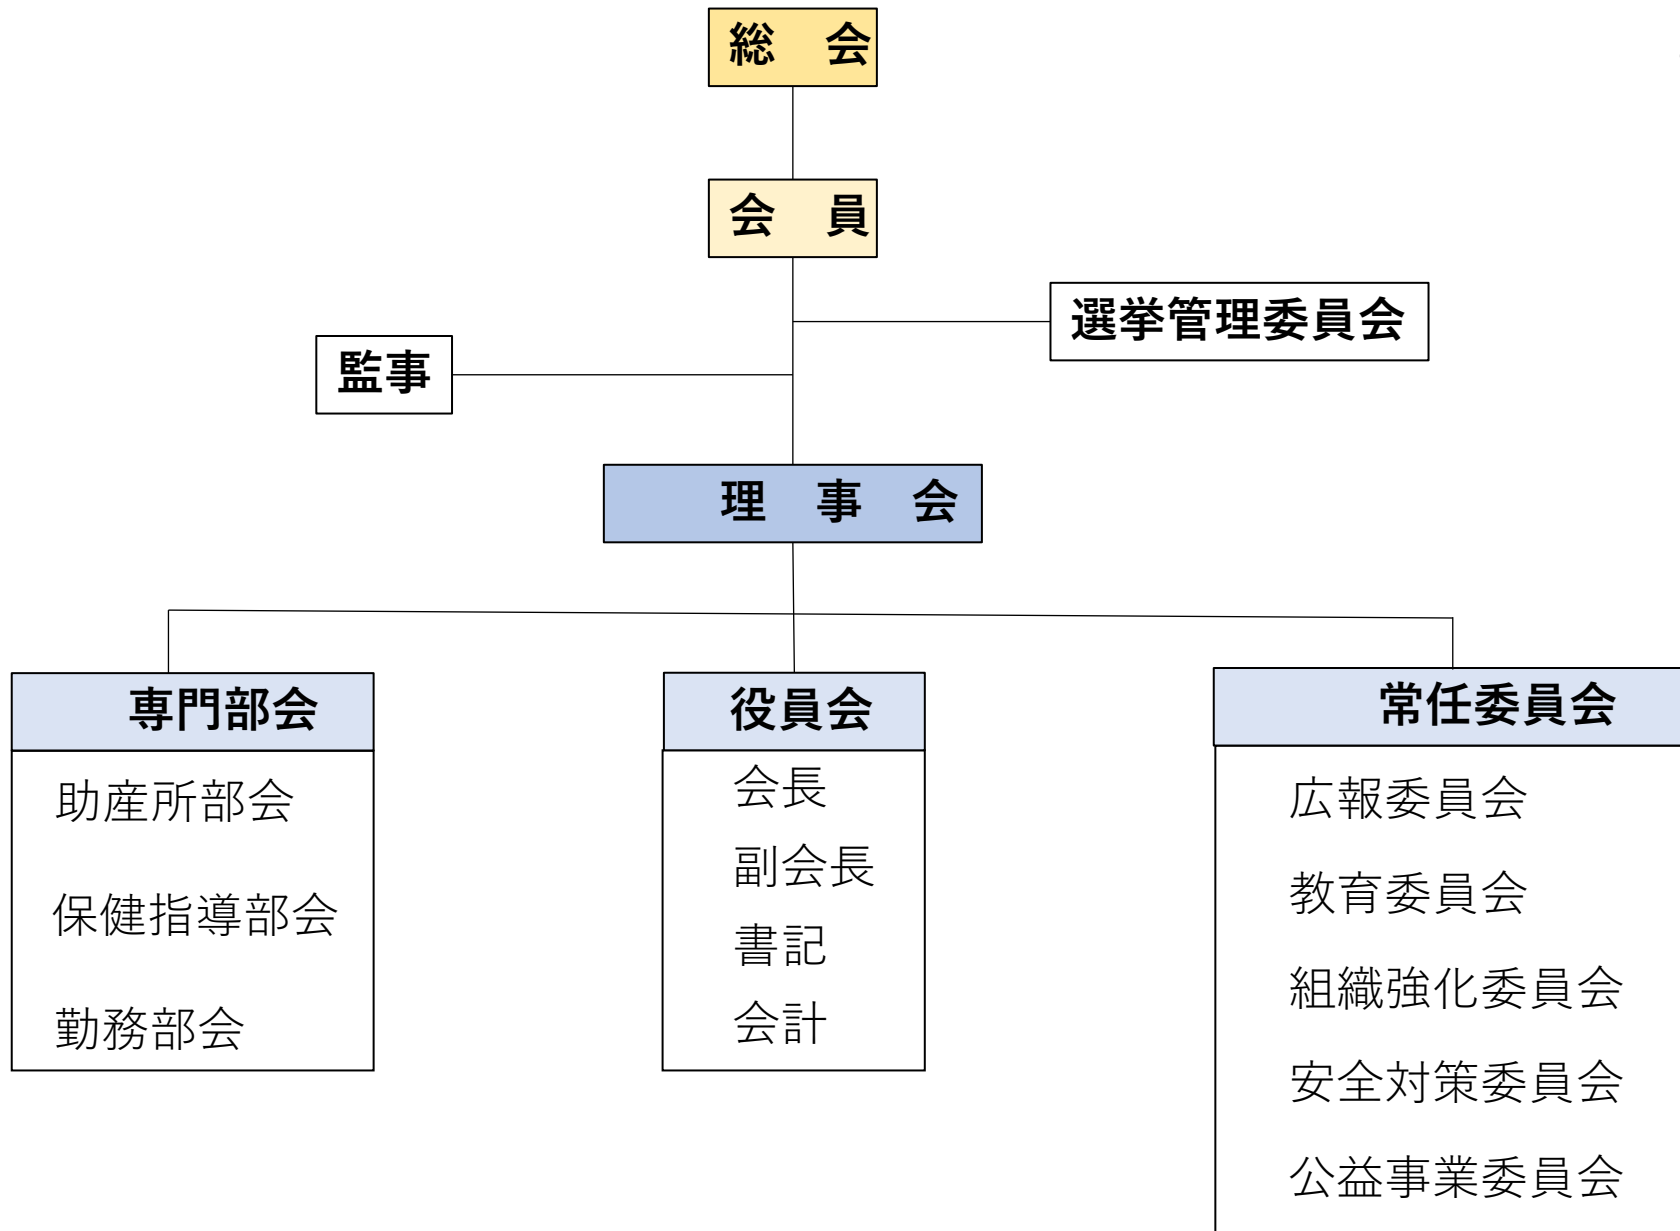 総　会
会　員
選挙管理委員会
監事
理　事　会
専門部会
助産所部会
保健指導部会
勤務部会
役員会
会長
副会長
書記
会計
常任委員会
広報委員会
教育委員会
組織強化委員会
安全対策委員会
公益事業委員会